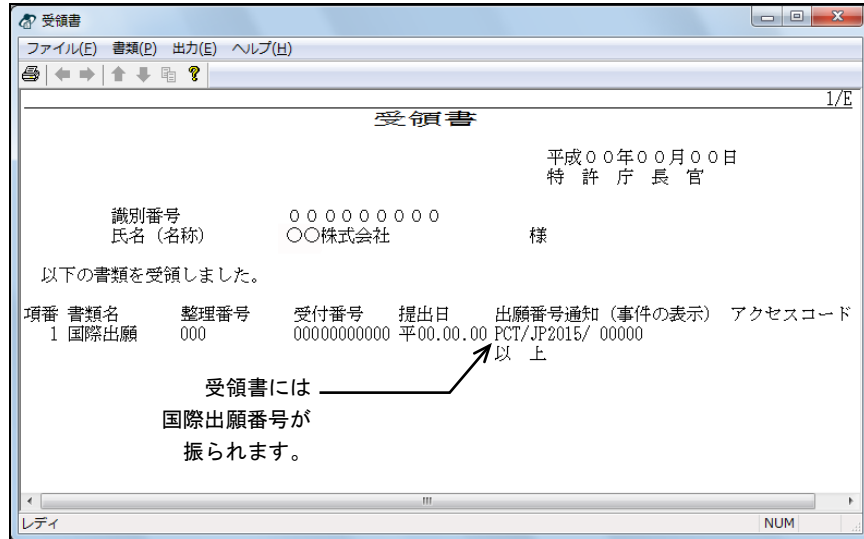 受領書
ファイル(F) 書類(P) 出力(E) ヘルプ(H)
1/E
受領書
平成００年００月００日
特 許 庁 長 官
識別番号 ０００００００００
氏名（名称） ○○株式会社 様
以下の書類を受領しました。
項番 書類名 整理番号 受付番号 提出日 出願番号通知（事件の表示） アクセスコード
1 国際出願 000 00000000000 平00.00.00 PCT/JP2015/ 00000
以 上
受領書には
国際出願番号が
振られます。
レディ NUM